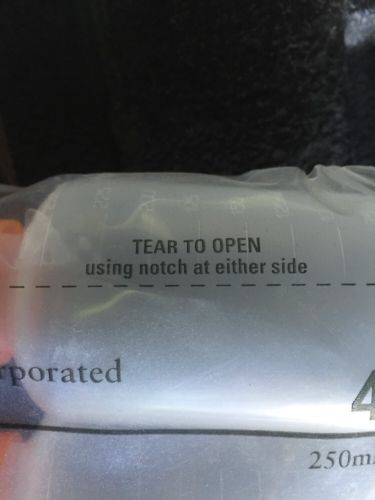 TEAR TO OPEN
using notch at either side
rporated
4
250m